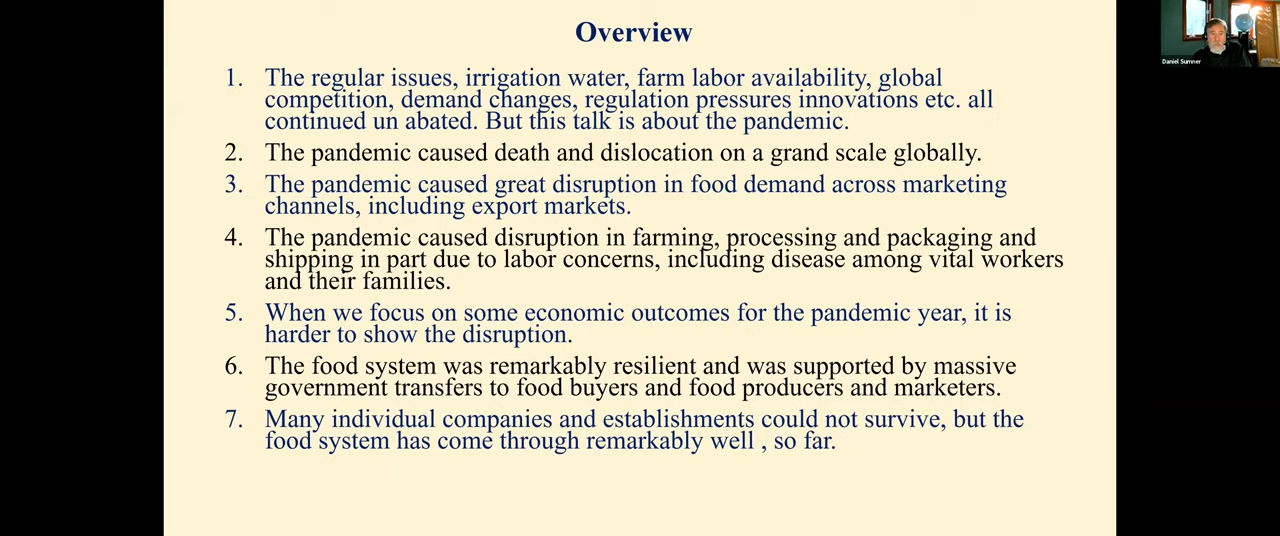 Overview
1. The regular issues, irrigation water, farm labor availability, global
competition, demand changes, regulation pressures innovations etc. all
continued un abated. But this talk is about the pandemic.
2. The pandemic caused death and dislocation on a grand scale globally.
3. The pandemic caused great disruption in food demand across marketing
channels, including export markets.
4. The pandemic caused disruption in farming, processing and packaging and
shipping in part due to labor concerns, including disease among vital workers
and their families.
5. When we focus on some economic outcomes for the pandemic year, it is
harder to show the disruption.
6. The food system was remarkably resilient and was supported by massive
government transfers to food buyers and food producers and marketers.
7. Many individual companies and establishments could not survive, but the
food system has come through remarkably well , so far.
Daniel Sumner